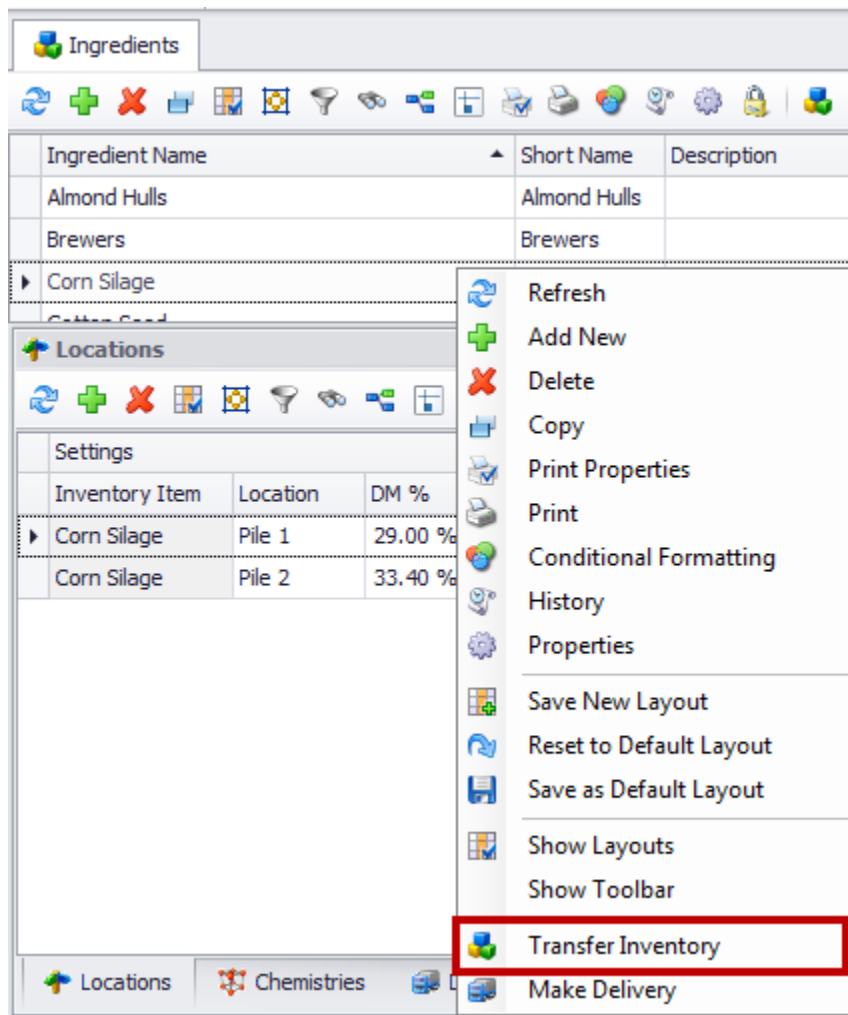 Ingredients
Ingredient Name Short Name Description
Almond Hulls Almond Hulls
Brewers Brewers
Corn Silage
Locations
Settings
Inventory Item Location DM %
Corn Silage Pile 1 29.00 %
Corn Silage Pile 2 33.40 %
Locations Chemistries
Refresh
Add New
Delete
Copy
Print Properties
Print
Conditional Formatting
History
Properties
Save New Layout
Reset to Default Layout
Save as Default Layout
Show Layouts
Show Toolbar
Transfer Inventory
Make Delivery